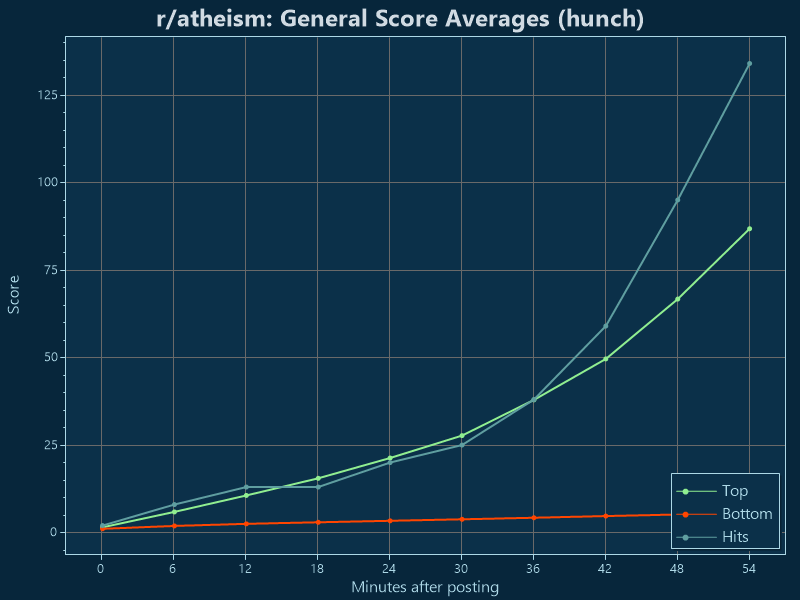 r/atheism: General Score Averages (hunch)
125
100
75
50
25
0
Score
0 6 12 18 24 30 36 42 48 54
Minutes after posting
Top
Bottom
Hits